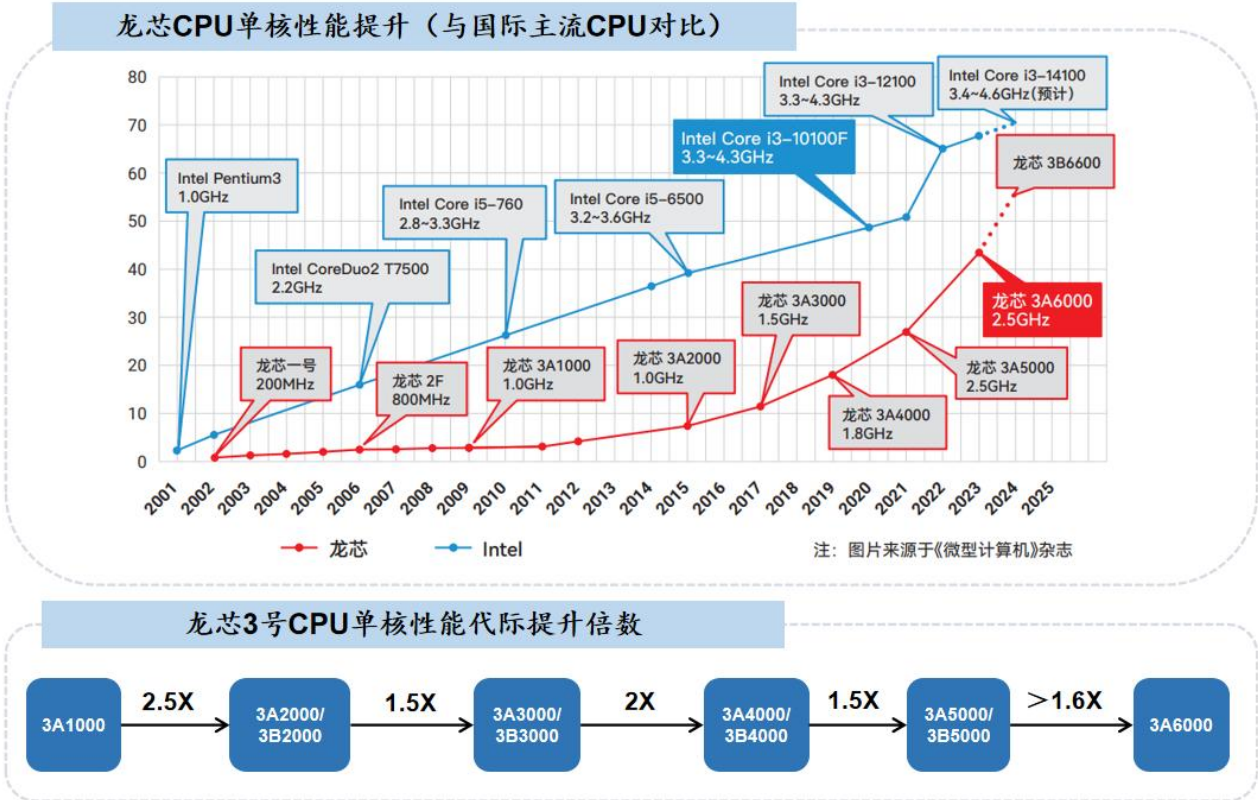 龙芯CPU单核性能提升（与国际主流CPU对比）
80
70
60
50
40
30
20
10
0
Intel Pentium3
1.0GHz
Intel CoreDuo2 T7500
2.2GHz
Intel Core i5-760
2.8~3.3GHz
Intel Core i5-6500
3.2~3.6GHz
Intel Core i3-10100F
3.3~4.3GHz
Intel Core i3-12100
3.3~4.3GHz
Intel Core i3-14100
3.4~4.6GHz(预计)
龙芯 3B6600
龙芯一号
200MHz
龙芯 2F
800MHz
龙芯 3A1000
1.0GHz
龙芯 3A2000
1.0GHz
龙芯 3A3000
1.5GHz
龙芯 3A4000
1.8GHz
龙芯 3A5000
2.5GHz
龙芯 3A6000
2.5GHz
2001
2002
2003
2004
2005
2006
2007
2008
2009
2010
2011
2012
2013
2014
2015
2016
2017
2018
2019
2020
2021
2022
2023
2024
2025
龙芯
Intel
注：图片来源于《微型计算机》杂志
龙芯3号CPU单核性能代际提升倍数
3A1000
2.5X
3A2000/
3B2000
1.5X
3A3000/
3B3000
2X
3A4000/
3B4000
1.5X
3A5000/
3B5000
＞1.6X
3A6000